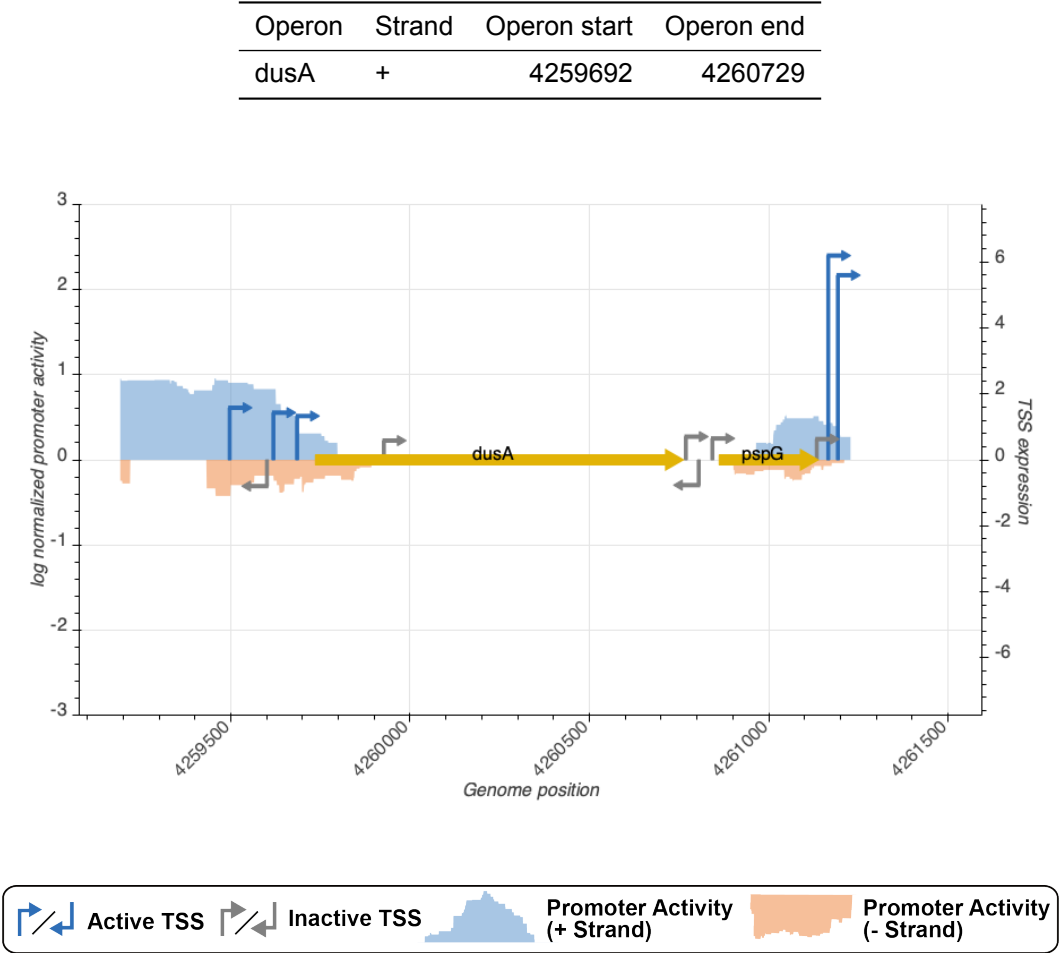 Operon Strand Operon start Operon end
dusA + 4259692 4260729
3
2
1
0
-1
-2
-3
log normalized promoter activity
6
4
2
0
-2
-4
-6
TSS expression
dusA
pspG
4259500 4260000 4260500 4261000 4261500
Genome position
Active TSS
Inactive TSS
Promoter Activity
(+ Strand)
Promoter Activity
(- Strand)